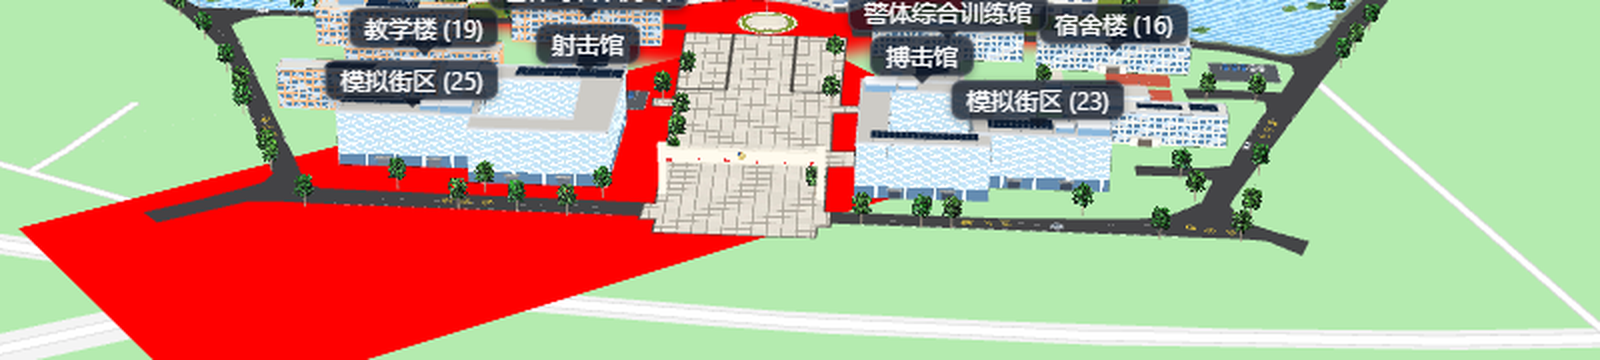 警体综合训练馆
宿舍楼 (16)
教学楼 (19)
射击馆
搏击馆
模拟街区 (25)
模拟街区 (23)